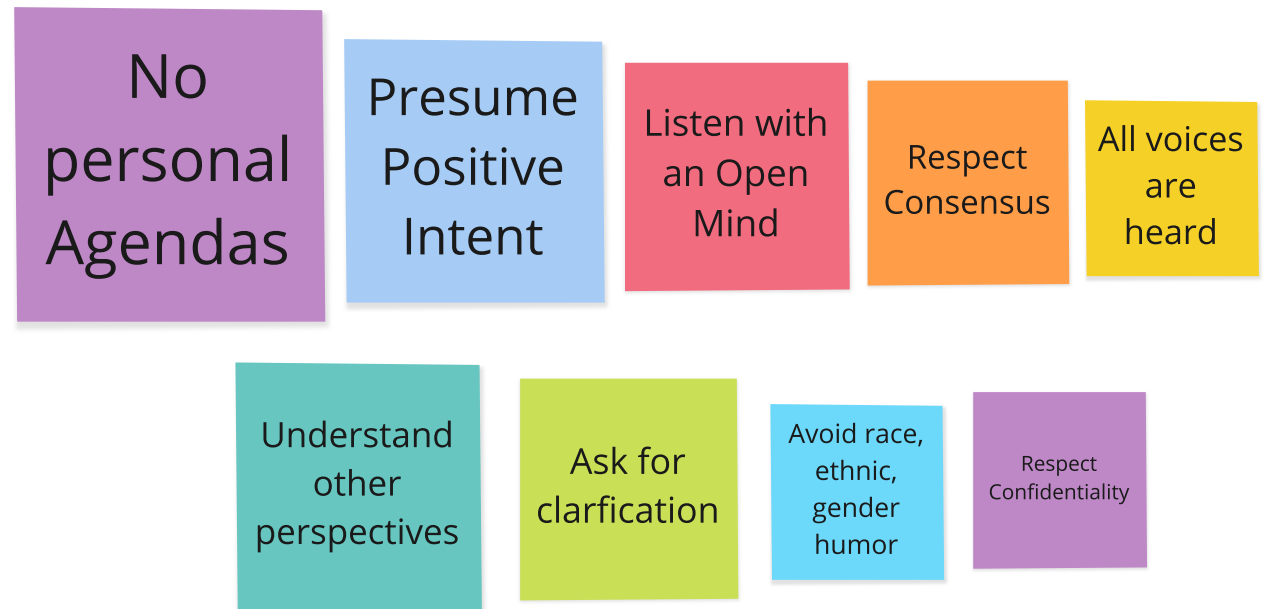 No
personal
Agendas
Presume
Positive
Intent
Listen with
an Open
Mind
Respect
Consensus
All voices
are
heard
Understand
other
perspectives
Ask for
clarfication
Avoid race,
ethnic,
gender
humor
Respect
Confidentiality